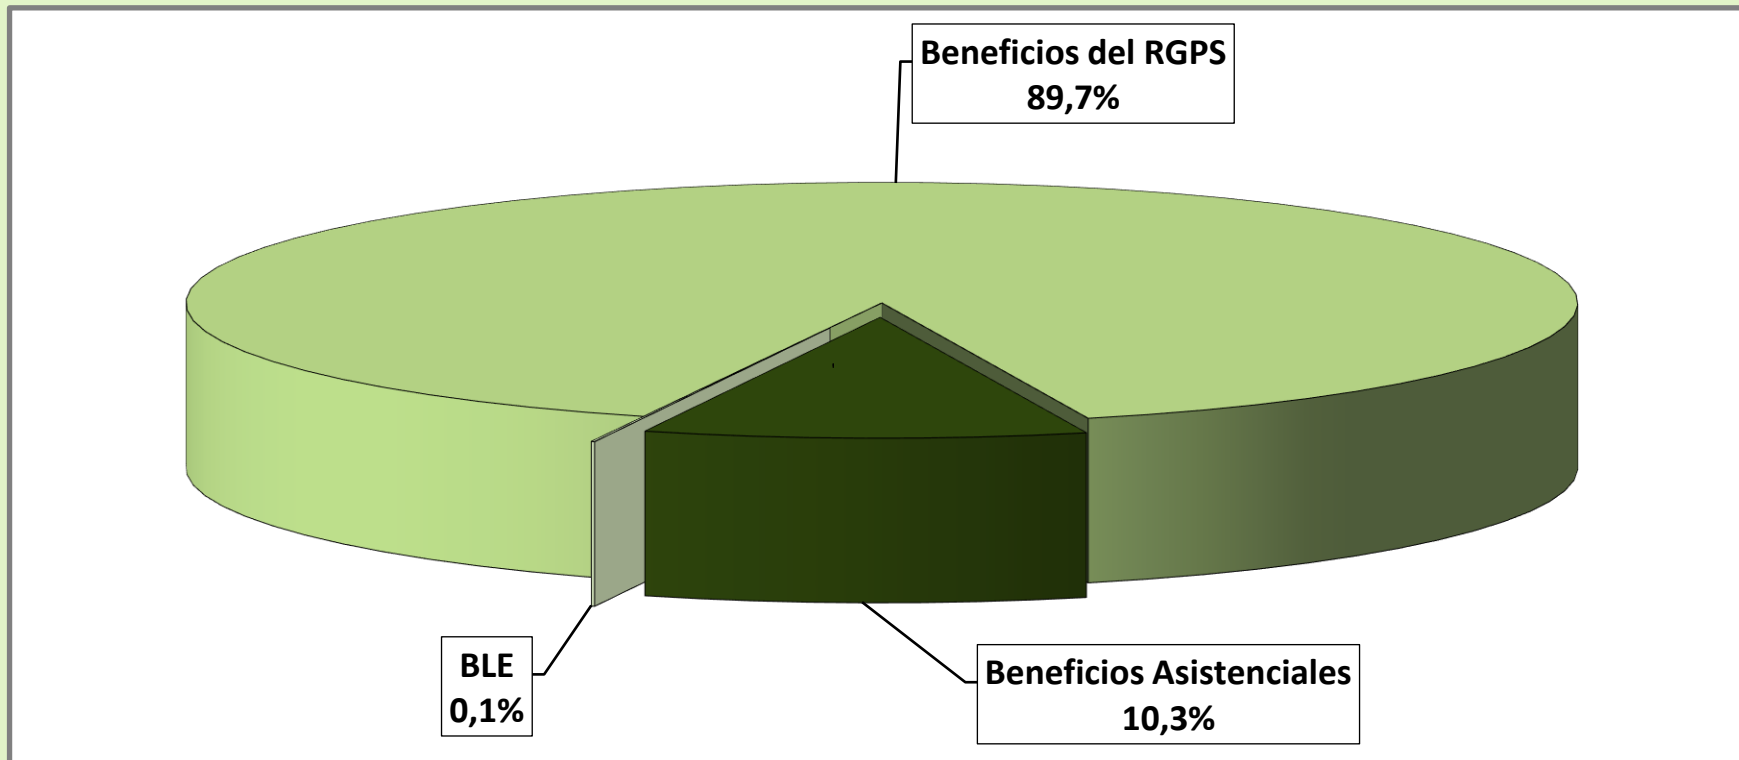 Beneficios del RGPS
89,7%
BLE
0,1%
Beneficios Asistenciales
10,3%